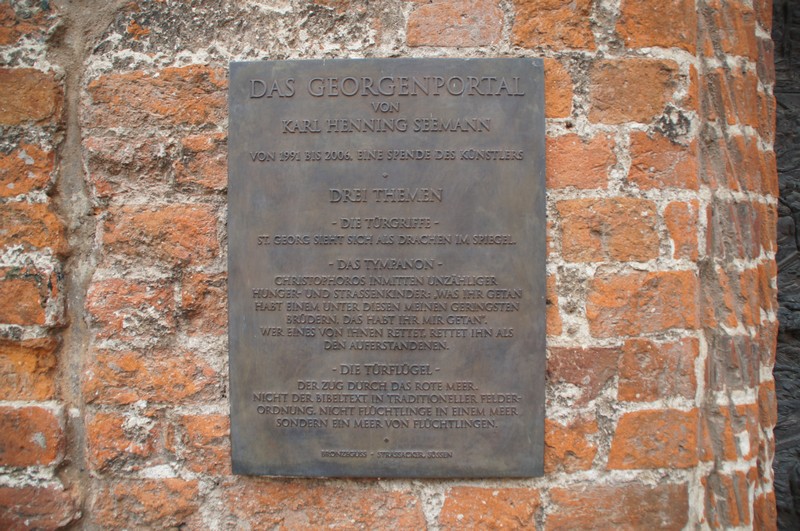 DAS GEORGENPORTAL
VON
KARL HENNING SEEMANN
VON 1991 BIS 2006. EINE SPENDE DES KÜNSTLERS
DREI THEMEN
- DIE TÜRGRIFFE -
ST. GEORG SIEHT SICH ALS DRACHEN IM SPIEGEL.
- DAS TYMPANON -
CHRISTOPHOROS INMITTEN UNZÄHLIGER
HUNGER- UND STRASSENKINDER: „WAS IHR GETAN
HABT EINEM UNTER DIESEN MEINEN GERINGSTEN
BRÜDERN, DAS HABT IHR MIR GETAN‟.
WER EINES VON IHNEN RETTET, RETTET IHN ALS
DEN AUFERSTANDENEN.
- DIE TÜRFLÜGEL -
DER ZUG DURCH DAS ROTE MEER.
NICHT DER BIBELTEXT IN TRADITIONELLER FELDER-
ORDNUNG. NICHT FLÜCHTLINGE IN EINEM MEER,
SONDERN EIN MEER VON FLÜCHTLINGEN.
BRONZEGUSS - STRASSACKER, SÜSSEN